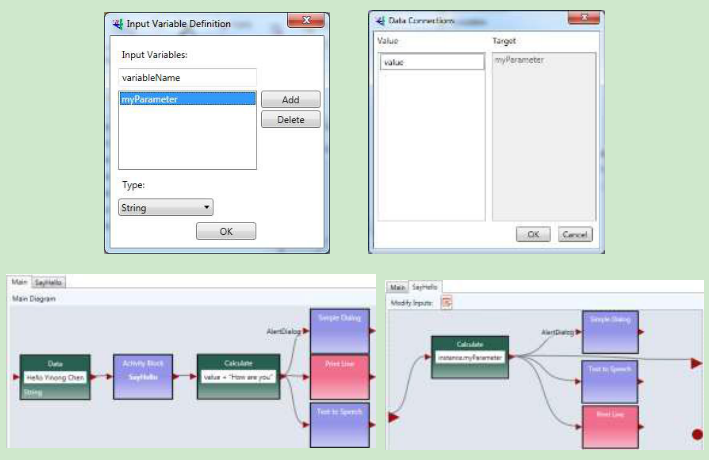 Input Variable Definition
Input Variables:
variableName
myParameter
Add
Delete
Type:
String
OK
Data Connections
Value
Target
value
myParameter
OK
Cancel
Main
SayHello
Main Diagram
Data
Hello Yinong Chen
String
Activity Block
SayHello
Calculate
value + "How are you"
AlertDialog
Simple Dialog
Print Line
Text to Speech
Main
SayHello
Modify Inputs:
Calculate
instance.myParameter
AlertDialog
Simple Dialog
Text to Speech
Print Line